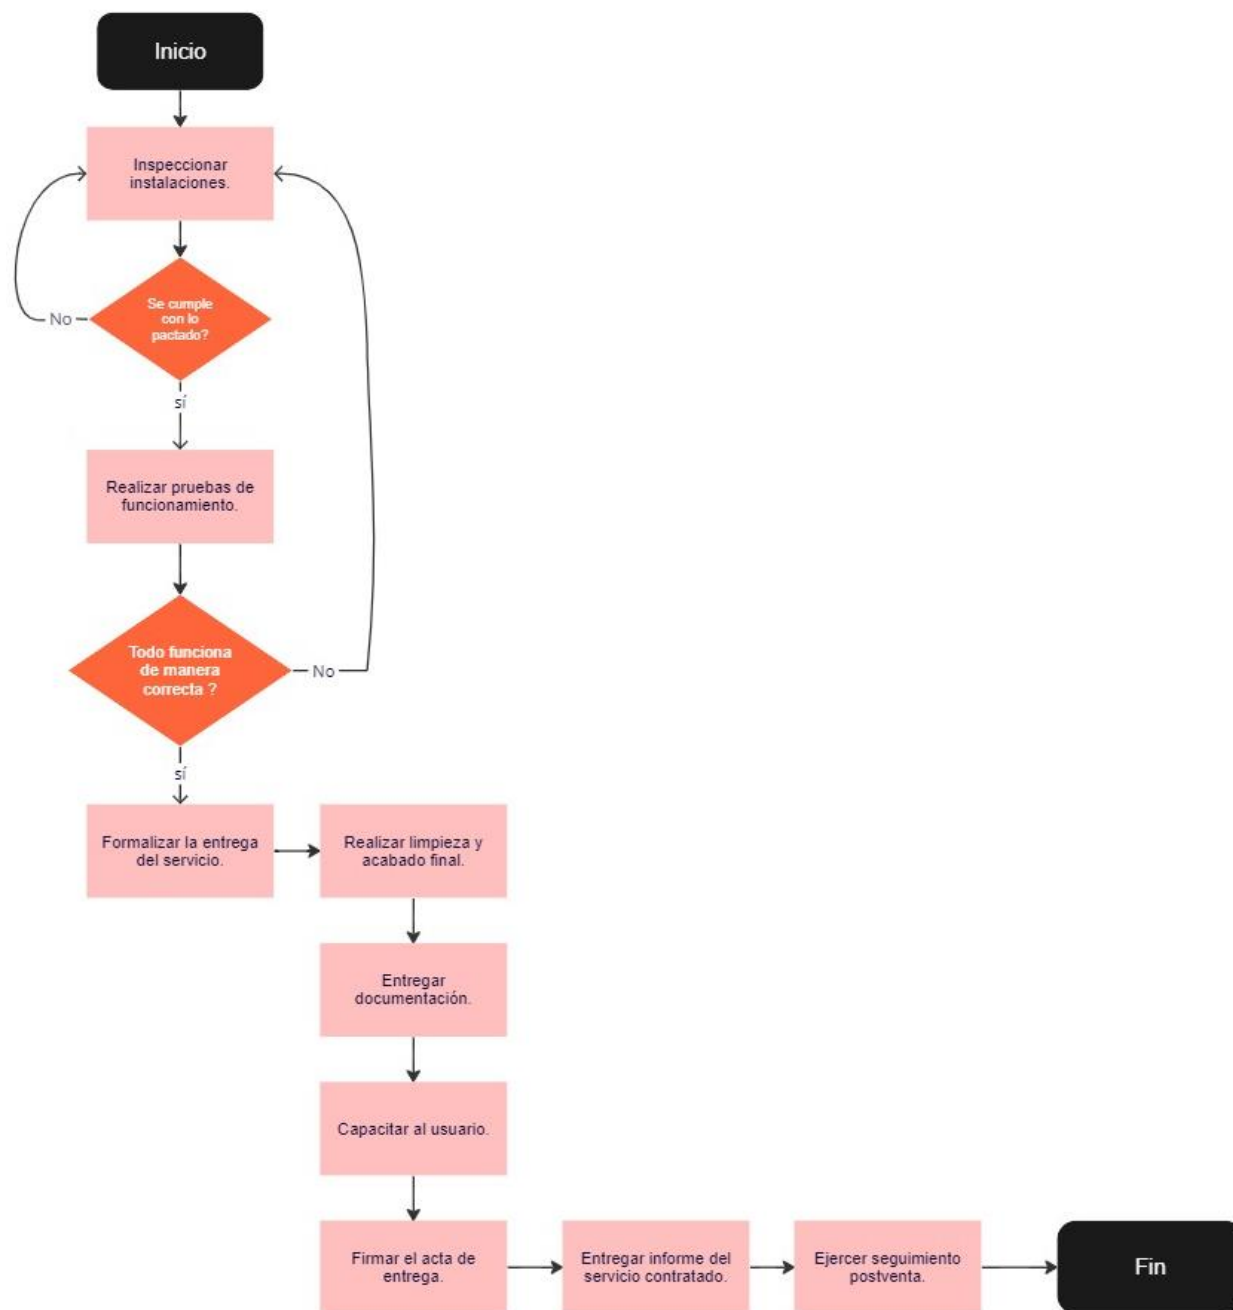 Inicio
Inspeccionar
instalaciones.
Se cumple
con lo
pactado?
No
sí
Realizar pruebas de
funcionamiento.
Todo funciona
de manera
correcta ?
No
sí
Formalizar la entrega
del servicio.
Realizar limpieza y
acabado final.
Entregar
documentación.
Capacitar al usuario.
Firmar el acta de
entrega.
Entregar informe del
servicio contratado.
Ejercer seguimiento
postventa.
Fin